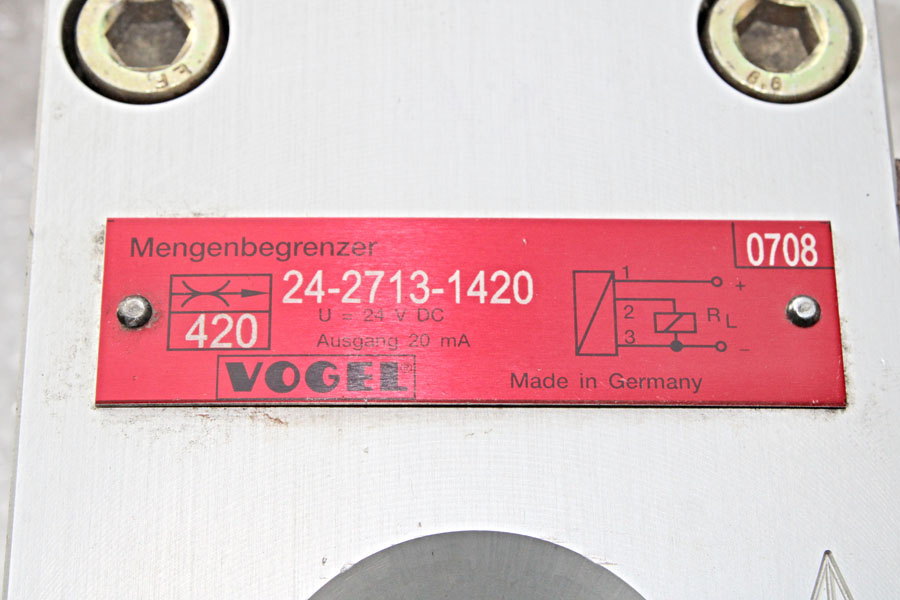 Mengenbegrenzer
0708
24-2713-1420
420
U = 24 V DC
Ausgang 20 mA
1
+
2
RL
3
–
VOGEL®
Made in Germany